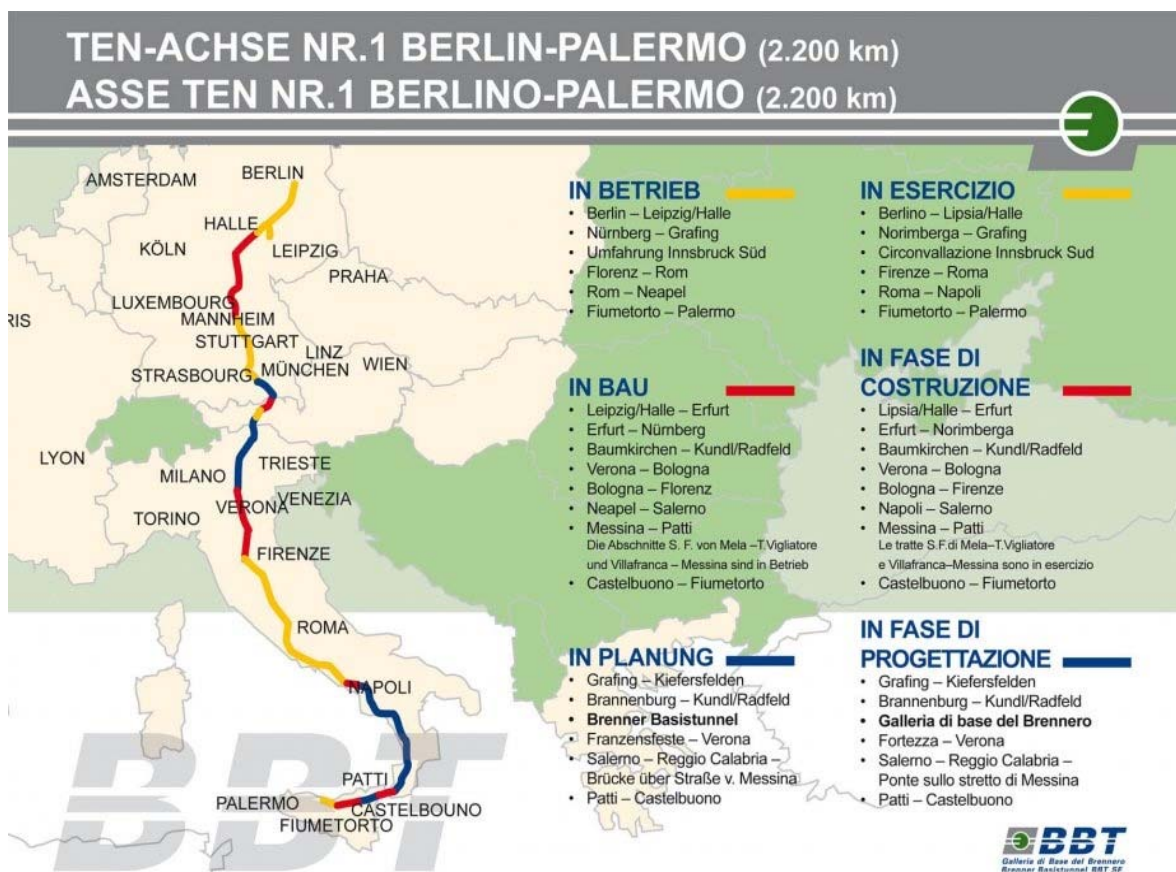 TEN-ACHSE NR.1 BERLIN-PALERMO (2.200 km)
ASSE TEN NR.1 BERLINO-PALERMO (2.200 km)
AMSTERDAM
BERLIN
HALLE
KÖLN
LEIPZIG
PRAHA
LUXEMBOURG
RIS
MANNHEIM
STUTTGART
LINZ
WIEN
STRASBOURG
MÜNCHEN
LYON
MILANO
TRIESTE
VERONA
VENEZIA
TORINO
FIRENZE
ROMA
NAPOLI
PATTI
PALERMO
CASTELBOUNO
FIUMETORTO
BBT
IN BETRIEB
• Berlin – Leipzig/Halle
• Nürnberg – Grafing
• Umfahrung Innsbruck Süd
• Florenz – Rom
• Rom – Neapel
• Fiumetorto – Palermo
IN BAU
• Leipzig/Halle – Erfurt
• Erfurt – Nürnberg
• Baumkirchen – Kundl/Radfeld
• Verona – Bologna
• Bologna – Florenz
• Neapel – Salerno
• Messina – Patti
Die Abschnitte S. F. von Mela –T.Vigliatore
und Villafranca – Messina sind in Betrieb
• Castelbuono – Fiumetorto
IN PLANUNG
• Grafing – Kiefersfelden
• Brannenburg – Kundl/Radfeld
• Brenner Basistunnel
• Franzensfeste – Verona
• Salerno – Reggio Calabria –
Brücke über Straße v. Messina
• Patti – Castelbuono
IN ESERCIZIO
• Berlino – Lipsia/Halle
• Norimberga – Grafing
• Circonvallazione Innsbruck Sud
• Firenze – Roma
• Roma – Napoli
• Fiumetorto – Palermo
IN FASE DI
COSTRUZIONE
• Lipsia/Halle – Erfurt
• Erfurt – Norimberga
• Baumkirchen – Kundl/Radfeld
• Verona – Bologna
• Bologna – Firenze
• Napoli – Salerno
• Messina – Patti
Le tratte S.F.di Mela–T.Vigliatore
e Villafranca–Messina sono in esercizio
• Castelbuono – Fiumetorto
IN FASE DI
PROGETTAZIONE
• Grafing – Kiefersfelden
• Brannenburg – Kundl/Radfeld
• Galleria di base del Brennero
• Fortezza – Verona
• Salerno – Reggio Calabria –
Ponte sullo stretto di Messina
• Patti – Castelbuono
BBT
Galleria di Base del Brennero
Brenner Basistunnel BBT SE